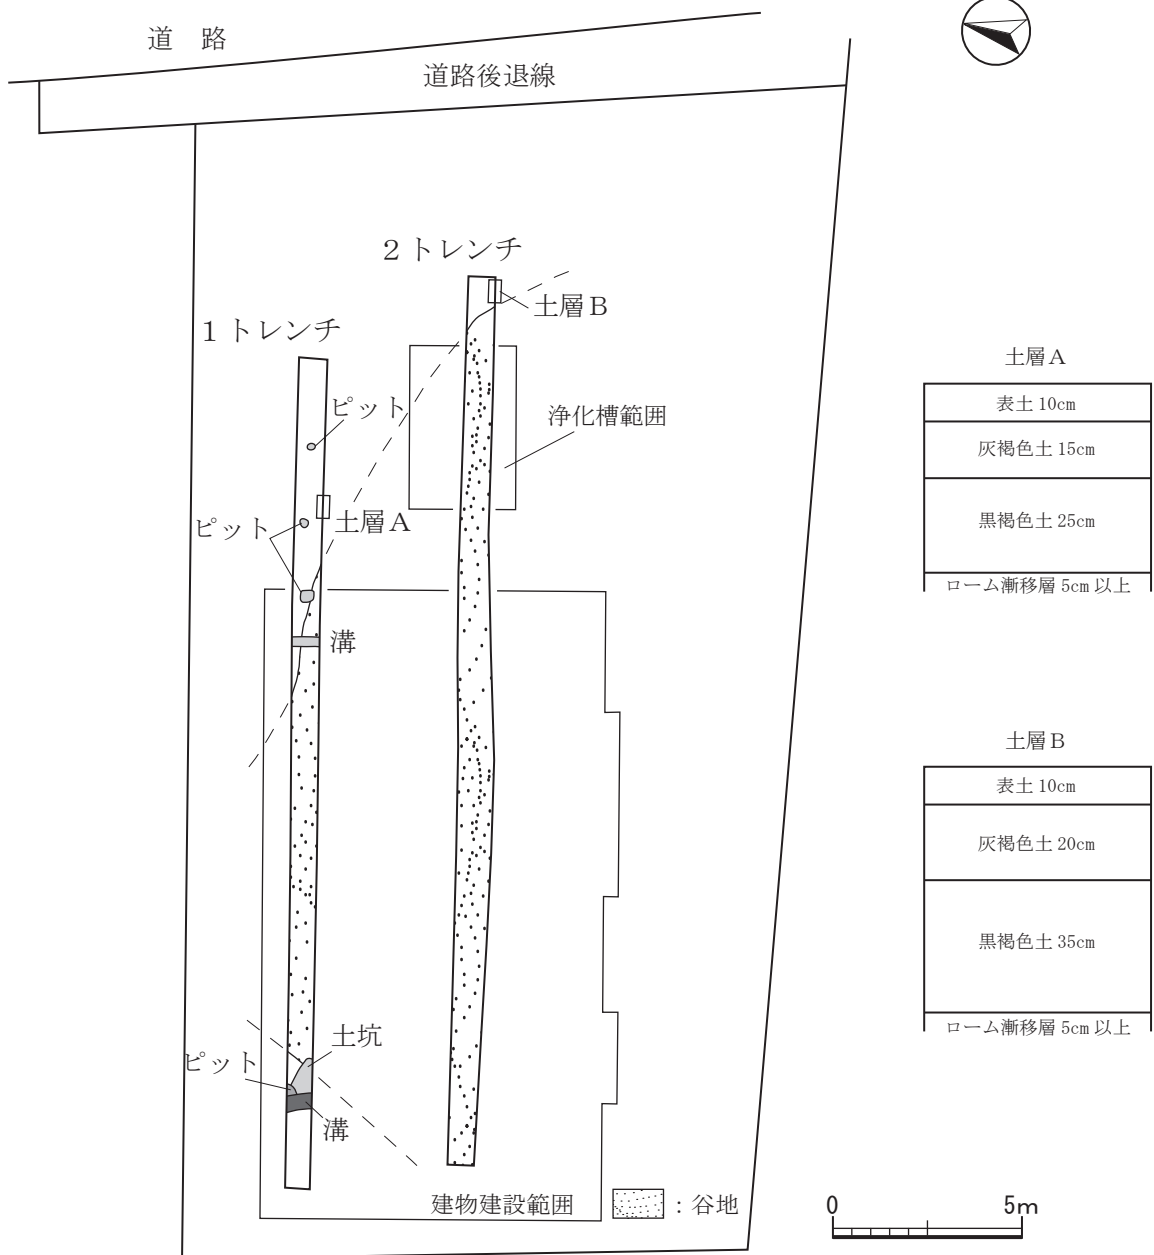 道　路
道路後退線
２トレンチ
土層Ｂ
１トレンチ
ピット
浄化槽範囲
ピット
土層Ａ
溝
土坑
ピット
溝
建物建設範囲
：谷地
0 5m
土層Ａ
表土 10cm
灰褐色土 15cm
黒褐色土 25cm
ローム漸移層 5cm 以上
土層Ｂ
表土 10cm
灰褐色土 20cm
黒褐色土 35cm
ローム漸移層 5cm 以上